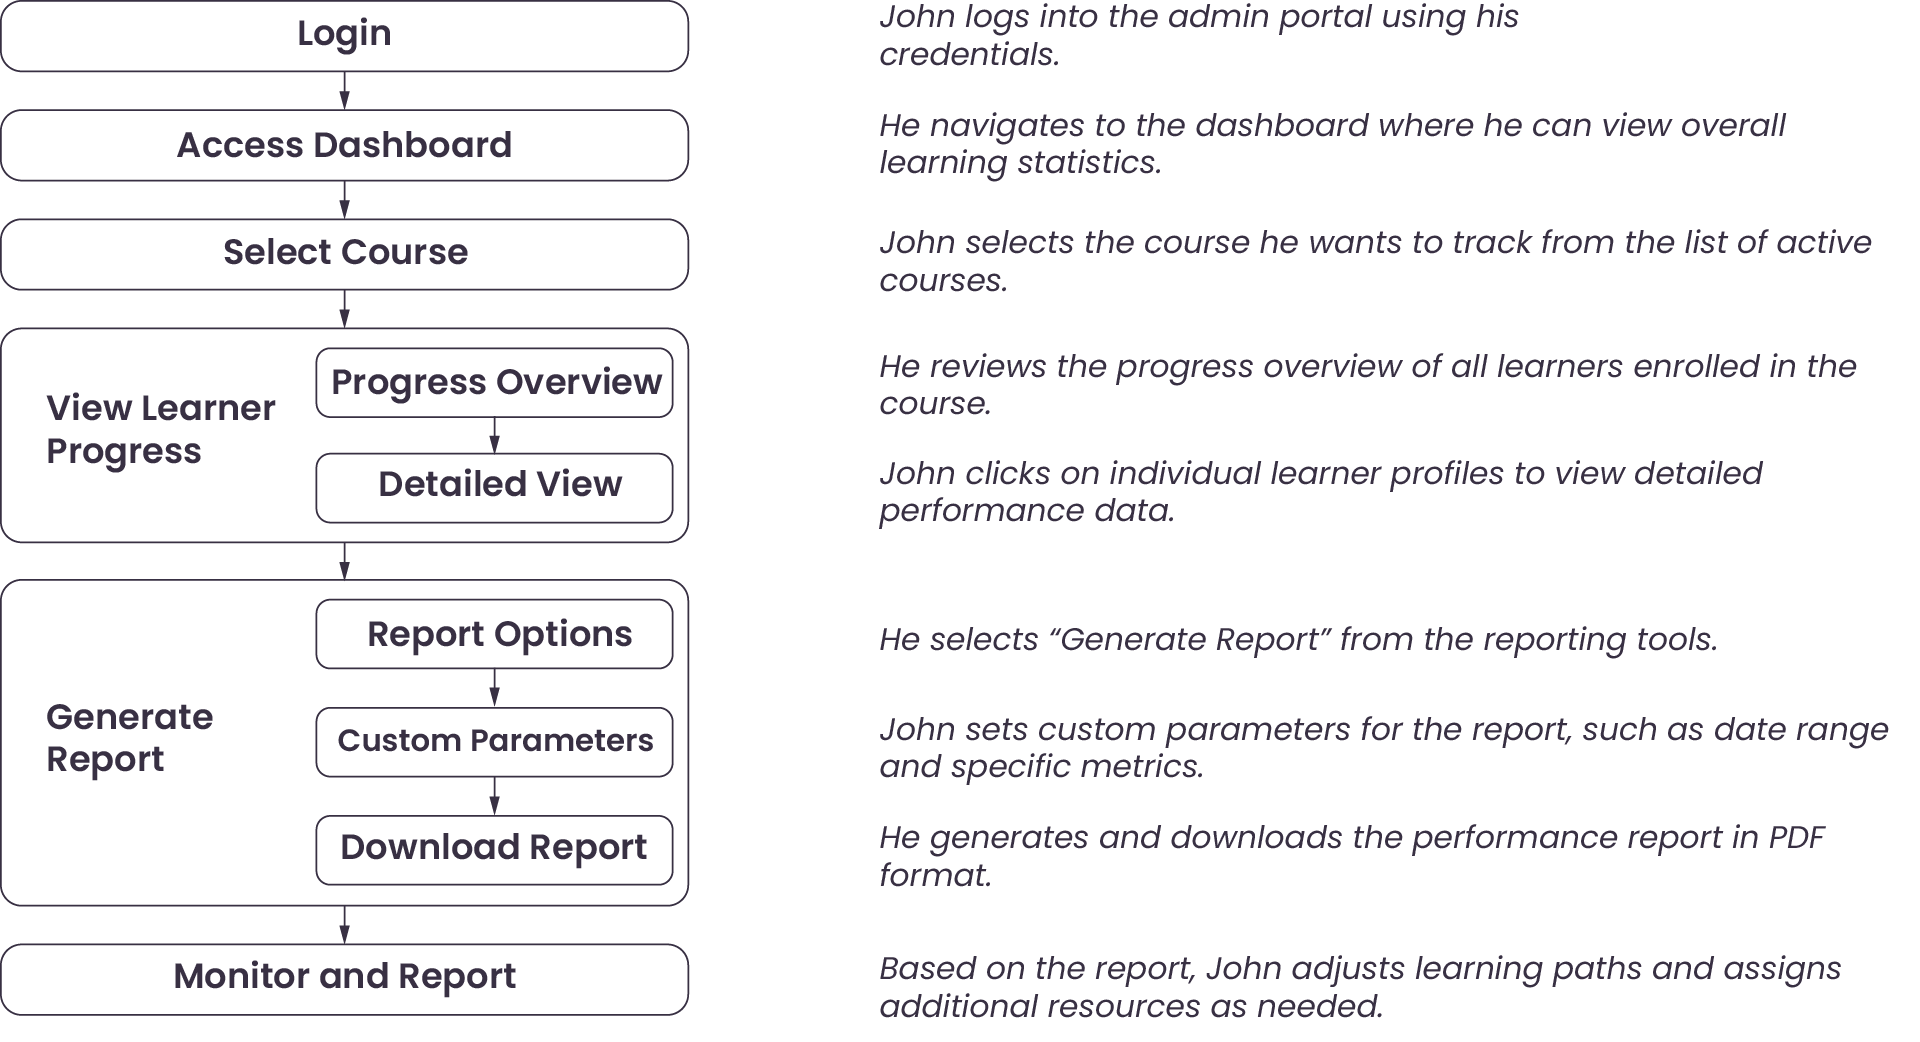 Login
John logs into the admin portal using his
credentials.
Access Dashboard
He navigates to the dashboard where he can view overall
learning statistics.
Select Course
John selects the course he wants to track from the list of active
courses.
View Learner
Progress
Progress Overview
He reviews the progress overview of all learners enrolled in the
course.
Detailed View
John clicks on individual learner profiles to view detailed
performance data.
Generate
Report
Report Options
He selects “Generate Report” from the reporting tools.
Custom Parameters
John sets custom parameters for the report, such as date range
and specific metrics.
Download Report
He generates and downloads the performance report in PDF
format.
Monitor and Report
Based on the report, John adjusts learning paths and assigns
additional resources as needed.